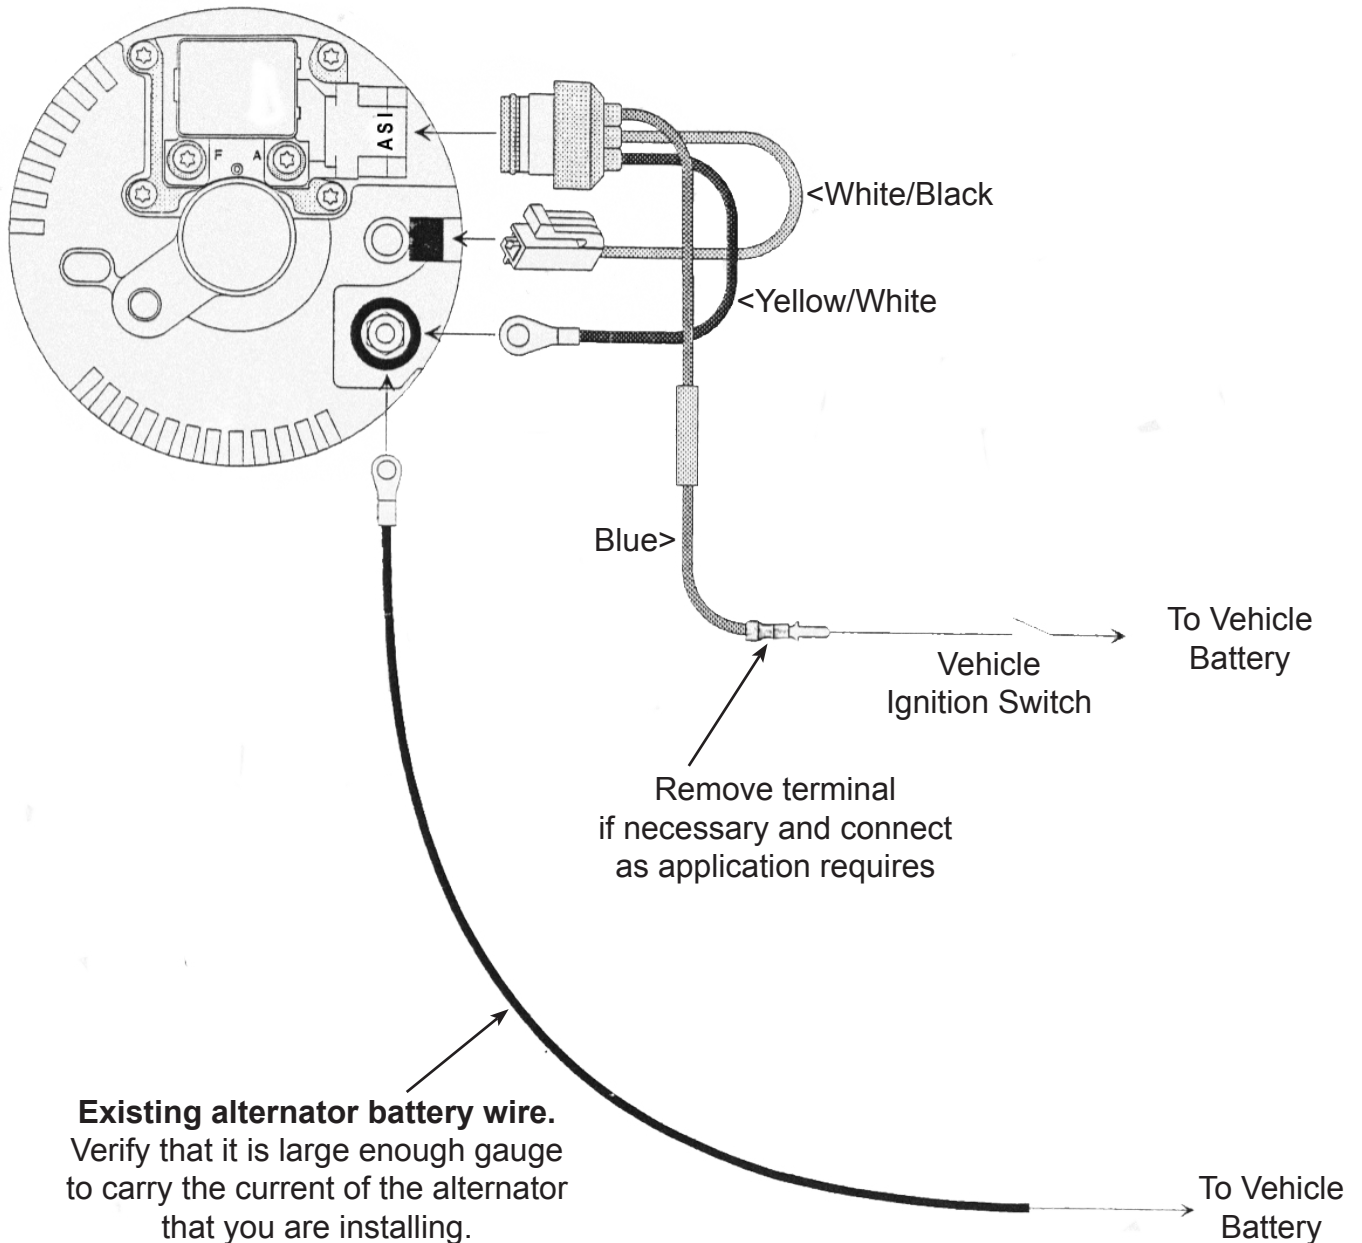 ASI
F A
<White/Black
<Yellow/White
Blue>
To Vehicle
Battery
Vehicle
Ignition Switch
Remove terminal
if necessary and connect
as application requires
Existing alternator battery wire.
Verify that it is large enough gauge
to carry the current of the alternator
that you are installing.
To Vehicle
Battery